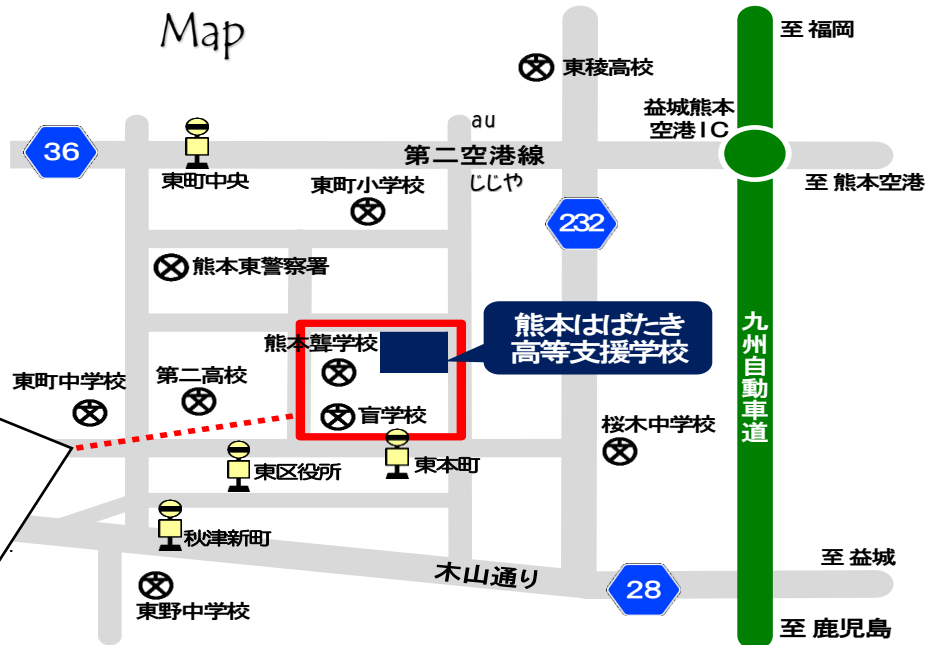 Map
至 福岡
東稜高校
益城熊本
空港IC
au
36
第二空港線
東町中央
東町小学校
じじや
至 熊本空港
232
熊本東警察署
熊本はばたき
高等支援学校
九州自動車道
熊本聾学校
東町中学校
第二高校
盲学校
桜木中学校
東区役所
東本町
秋津新町
木山通り
28
至 益城
東野中学校
至 鹿児島